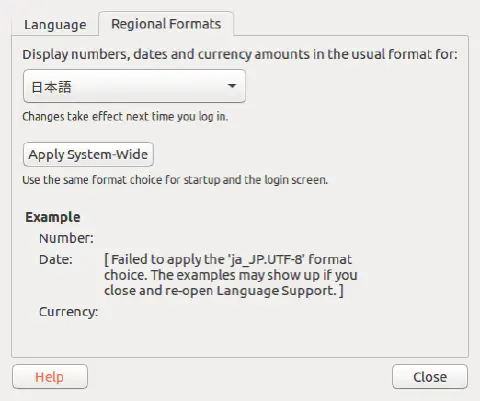 Language Regional Formats
Display numbers, dates and currency amounts in the usual format for:
日本語
Changes take effect next time you log in.
Apply System-Wide
Use the same format choice for startup and the login screen.
Example
Number:
Date: [ Failed to apply the 'ja_JP.UTF-8' format
choice. The examples may show up if you
close and re-open Language Support. ]
Currency:
Help Close